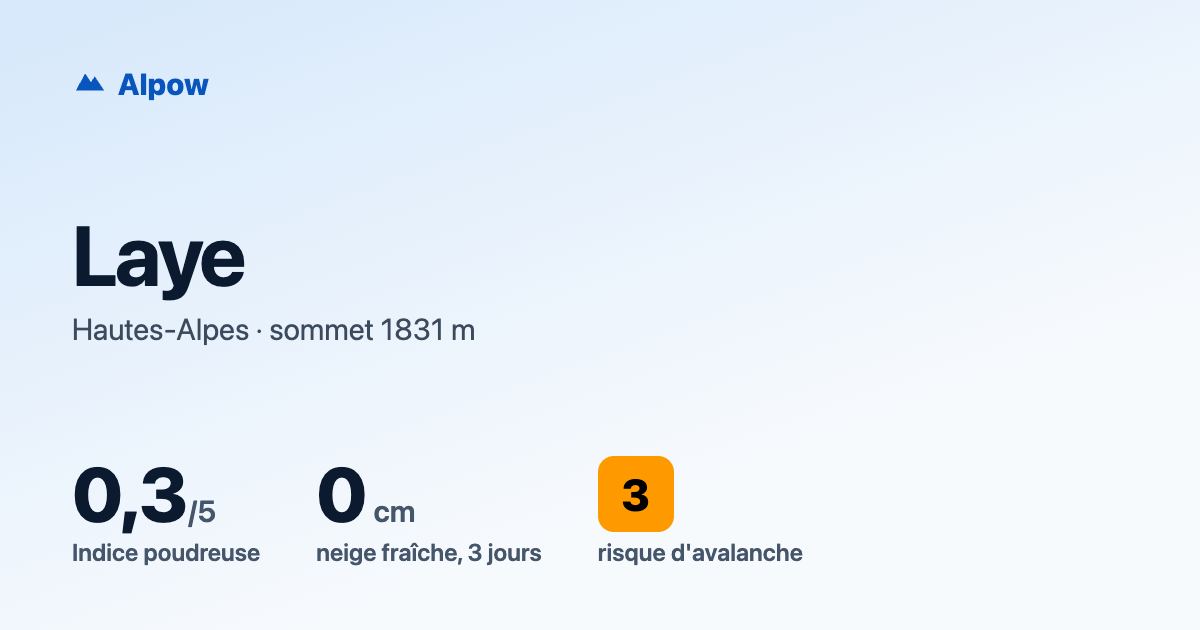 Alpow
Laye
Hautes-Alpes · sommet 1831 m
0,3/5
Indice poudreuse
0 cm
neige fraîche, 3 jours
3
risque d'avalanche